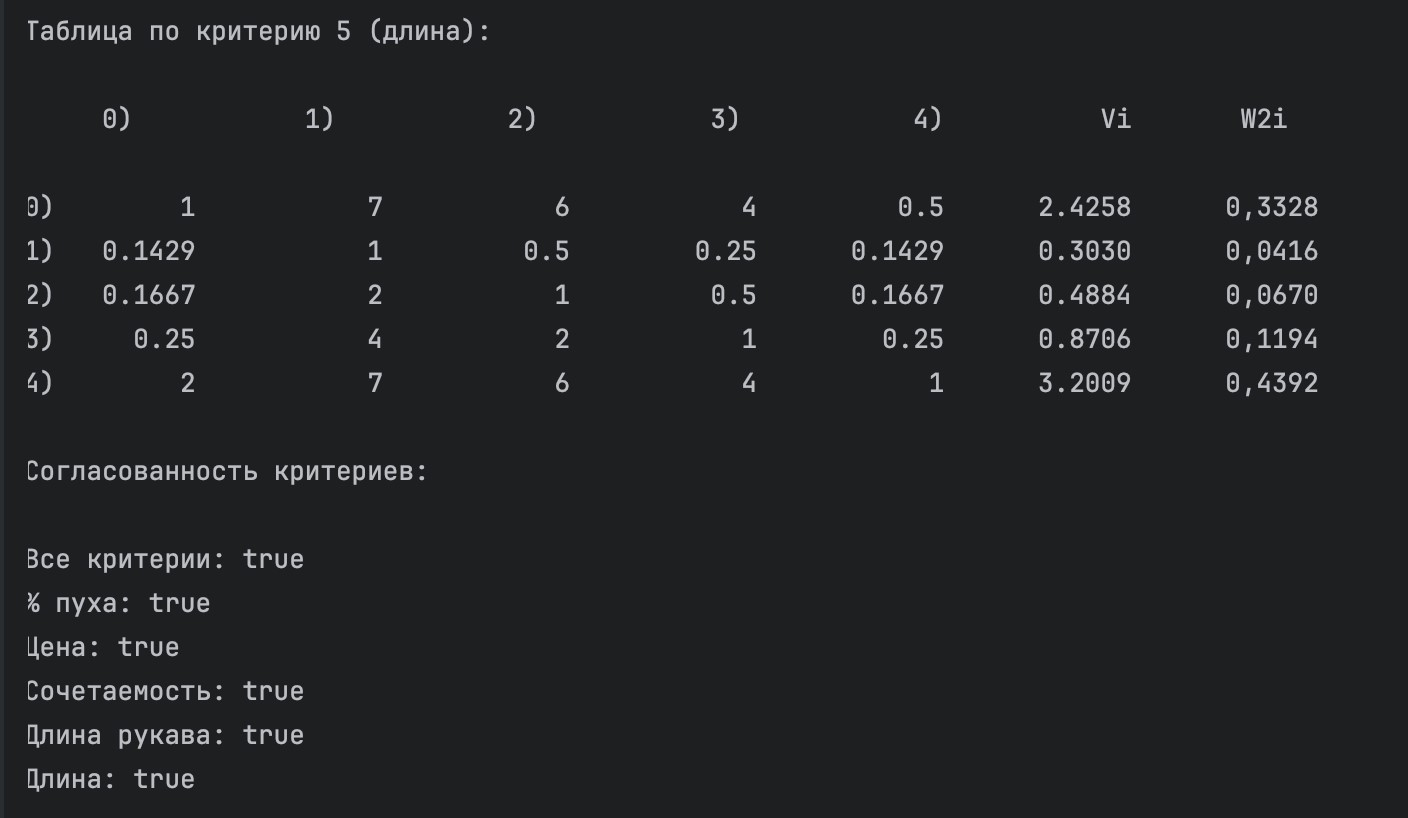 Таблица по критерию 5 (длина):
0) 1) 2) 3) 4) Vi W2i
0) 1 7 6 4 0.5 2.4258 0,3328
1) 0.1429 1 0.5 0.25 0.1429 0.3030 0,0416
2) 0.1667 2 1 0.5 0.1667 0.4884 0,0670
3) 0.25 4 2 1 0.25 0.8706 0,1194
4) 2 7 6 4 1 3.2009 0,4392
Согласованность критериев:
Все критерии: true
% пуха: true
Цена: true
Сочетаемость: true
Длина рукава: true
Длина: true